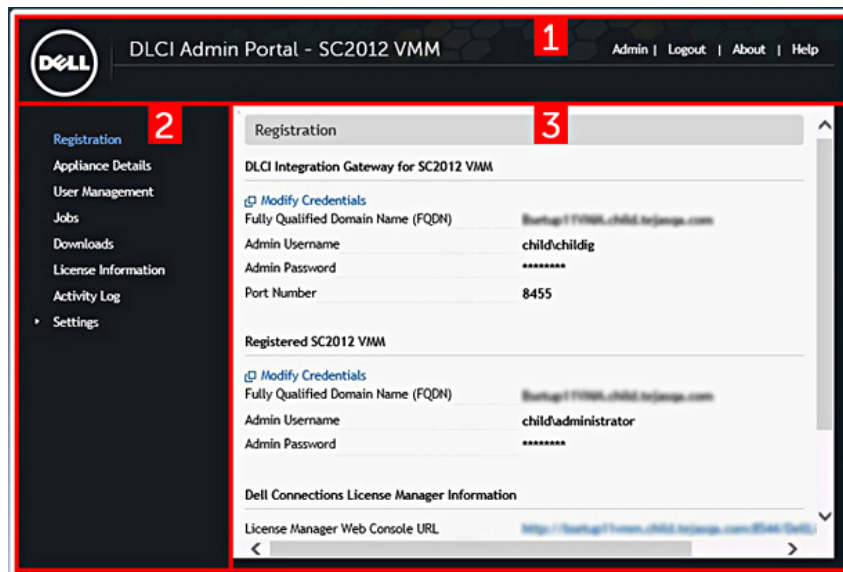 DELL
DLCI Admin Portal - SC2012 VMM
1
Admin | Logout | About | Help
2
Registration
Appliance Details
User Management
Jobs
Downloads
License Information
Activity Log
Settings
3
Registration
DLCI Integration Gateway for SC2012 VMM
Modify Credentials
Fully Qualified Domain Name (FQDN)
Admin Username child\childig
Admin Password ********
Port Number 8455
Registered SC2012 VMM
Modify Credentials
Fully Qualified Domain Name (FQDN)
Admin Username child\administrator
Admin Password ********
Dell Connections License Manager Information
License Manager Web Console URL